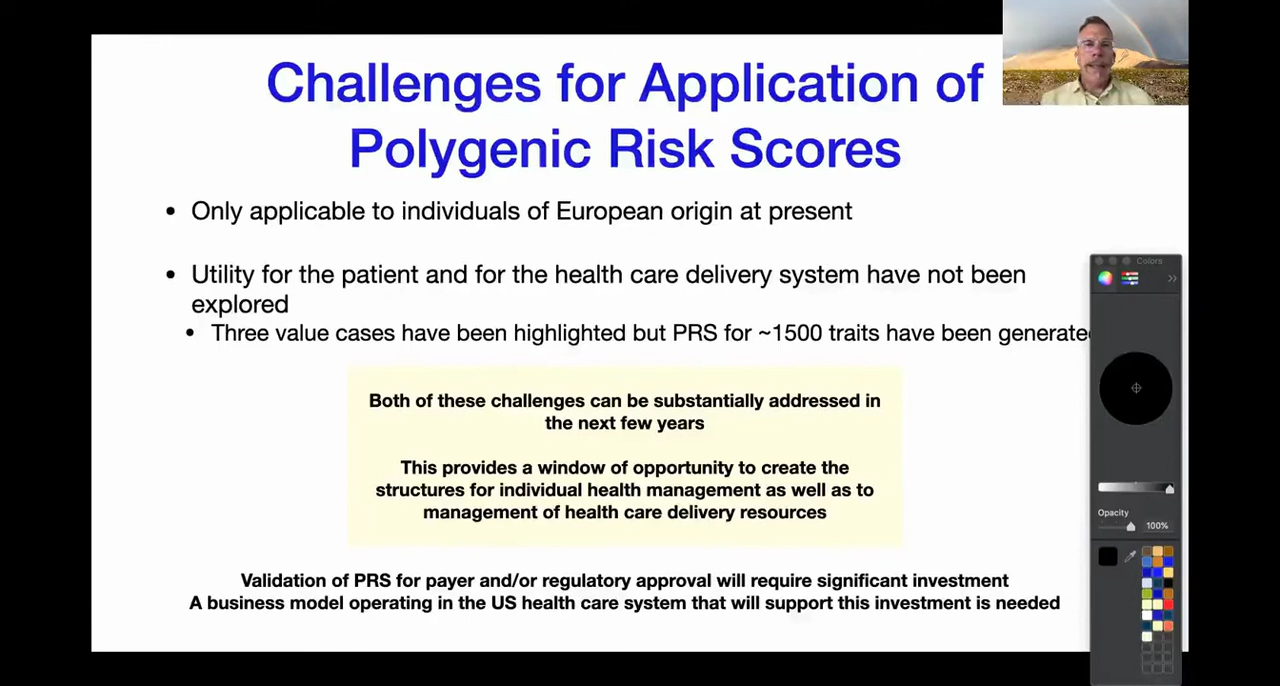 Challenges for Application of
Polygenic Risk Scores
• Only applicable to individuals of European origin at present
• Utility for the patient and for the health care delivery system have not been
explored
• Three value cases have been highlighted but PRS for ~1500 traits have been generated
Both of these challenges can be substantially addressed in
the next few years
This provides a window of opportunity to create the
structures for individual health management as well as to
management of health care delivery resources
Validation of PRS for payer and/or regulatory approval will require significant investment
A business model operating in the US health care system that will support this investment is needed
Colors
Opacity
100%